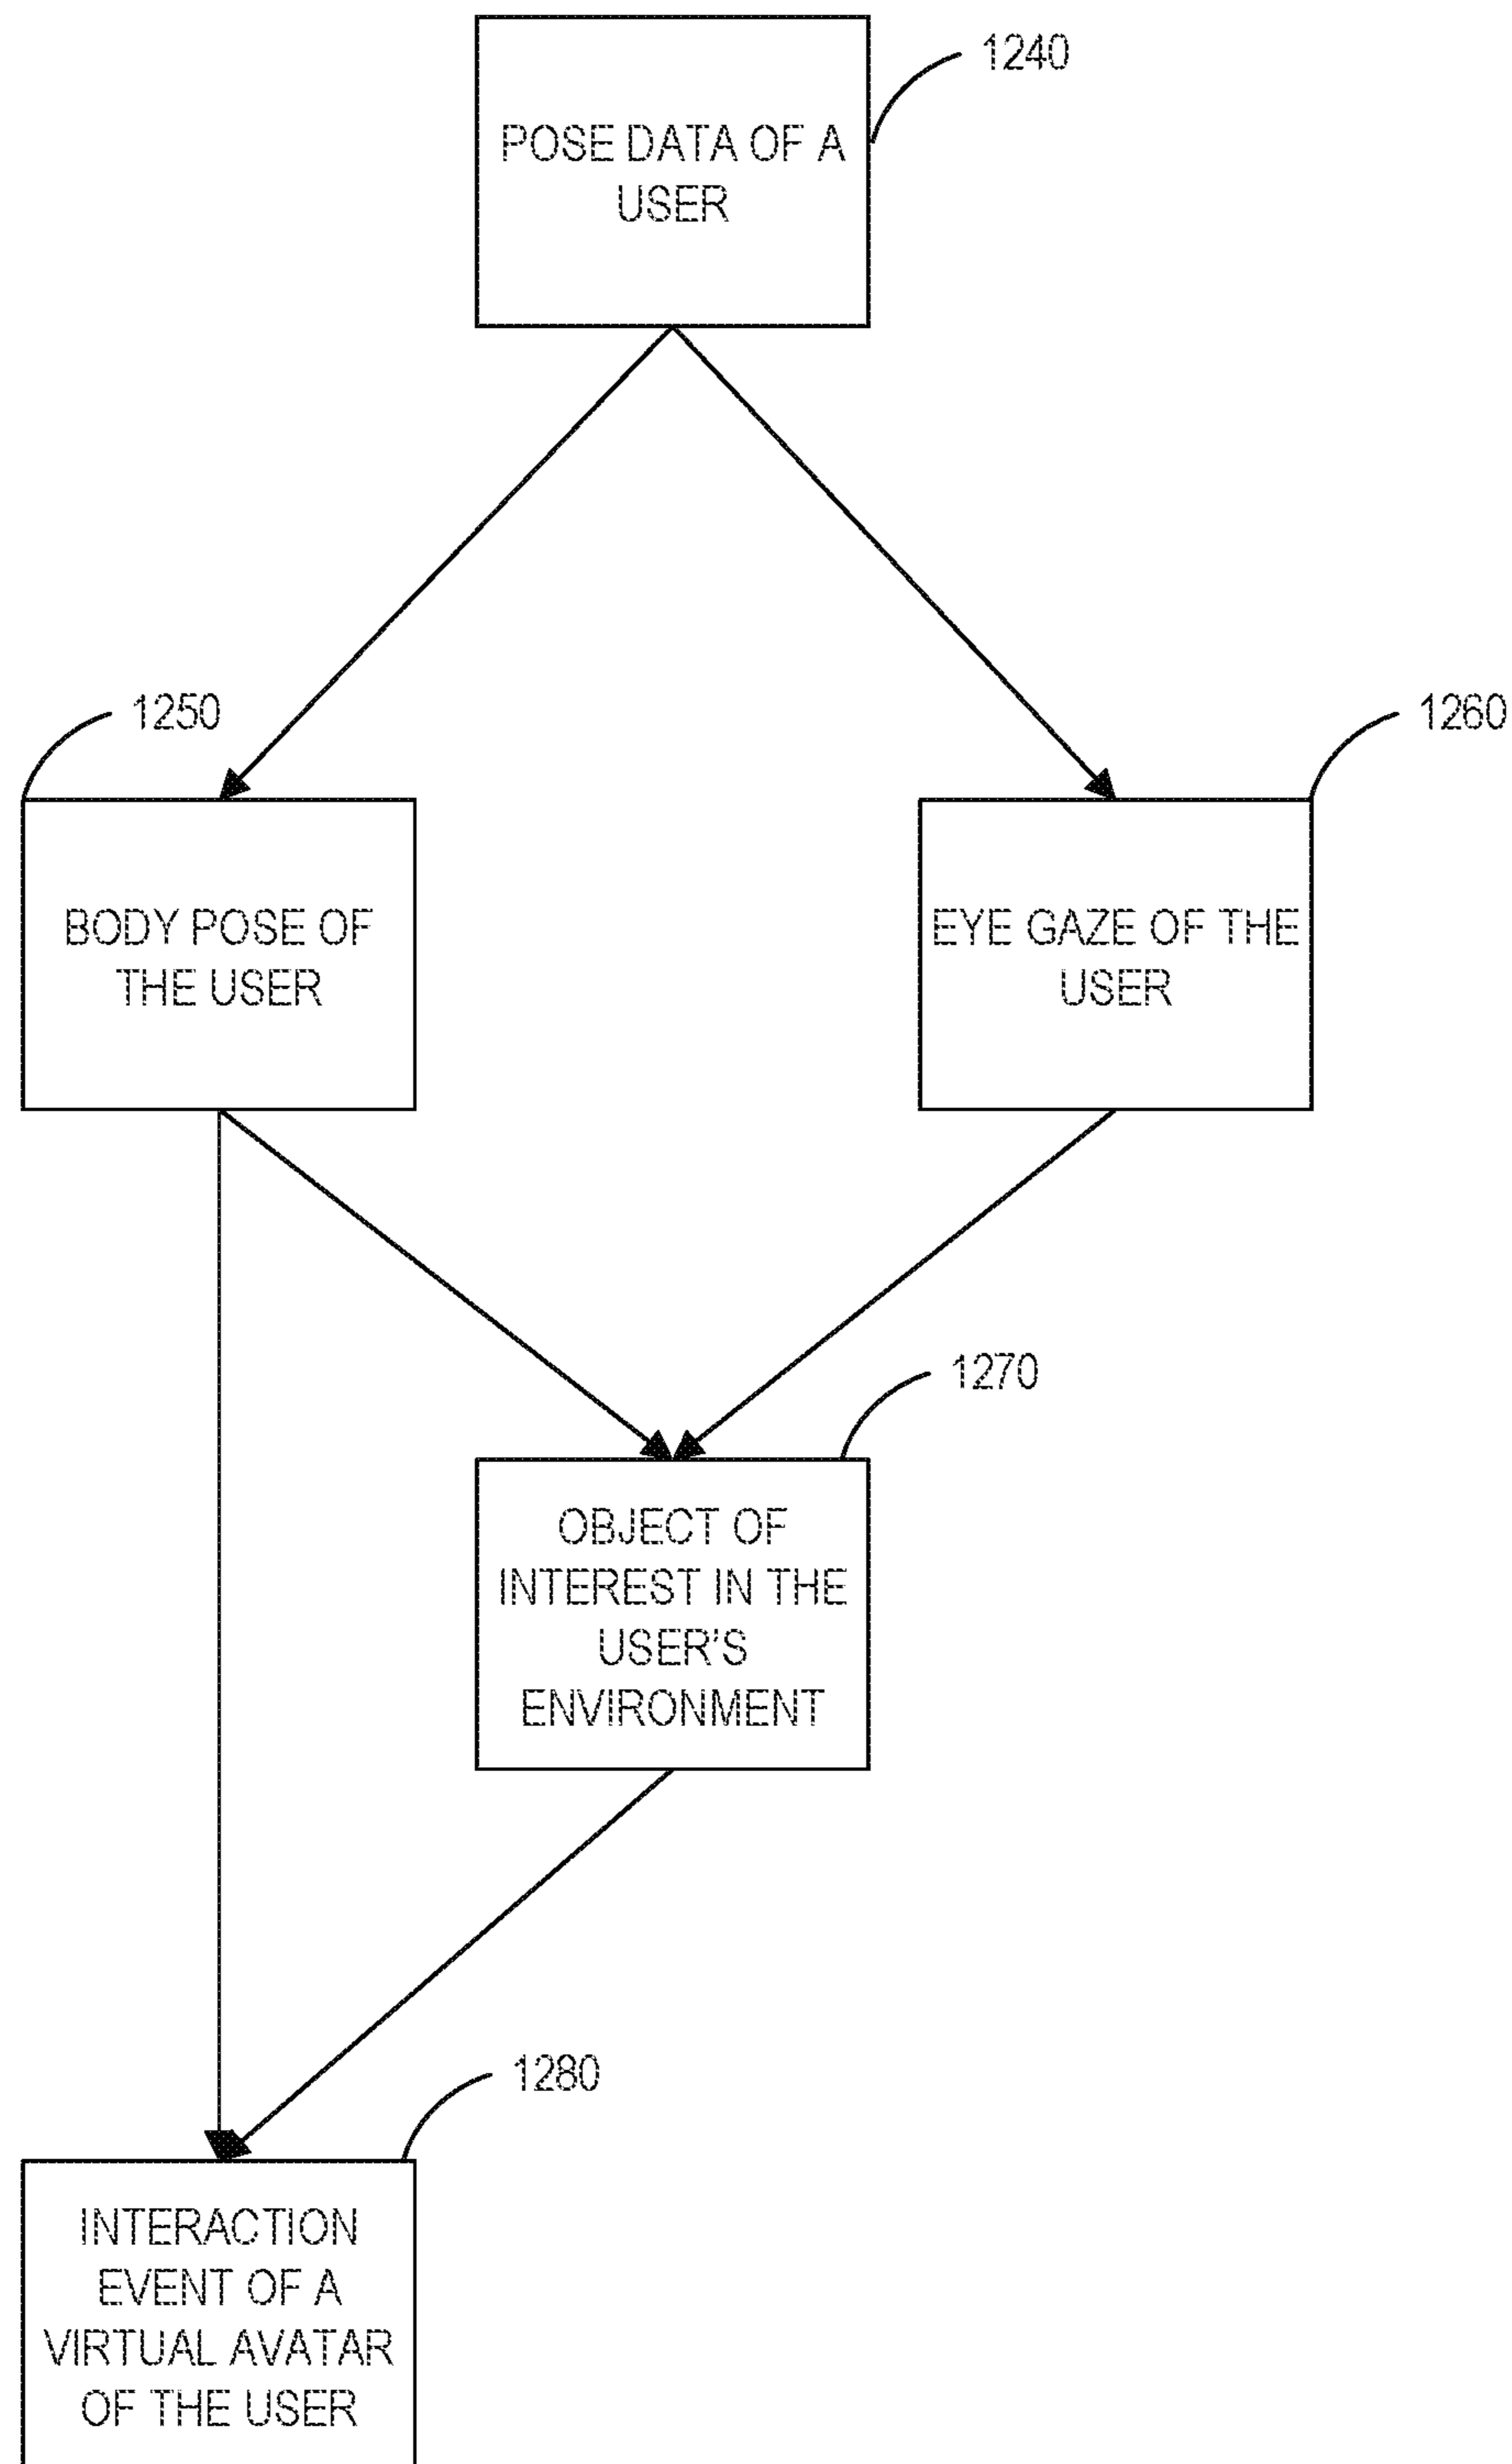 1240
POSE DATA OF A
USER
1250
1260
BODY POSE OF
THE USER
EYE GAZE OF THE
USER
1270
OBJECT OF
INTEREST IN THE
USER'S
ENVIRONMENT
1280
INTERACTION
EVENT OF A
VIRTUAL AVATAR
OF THE USER